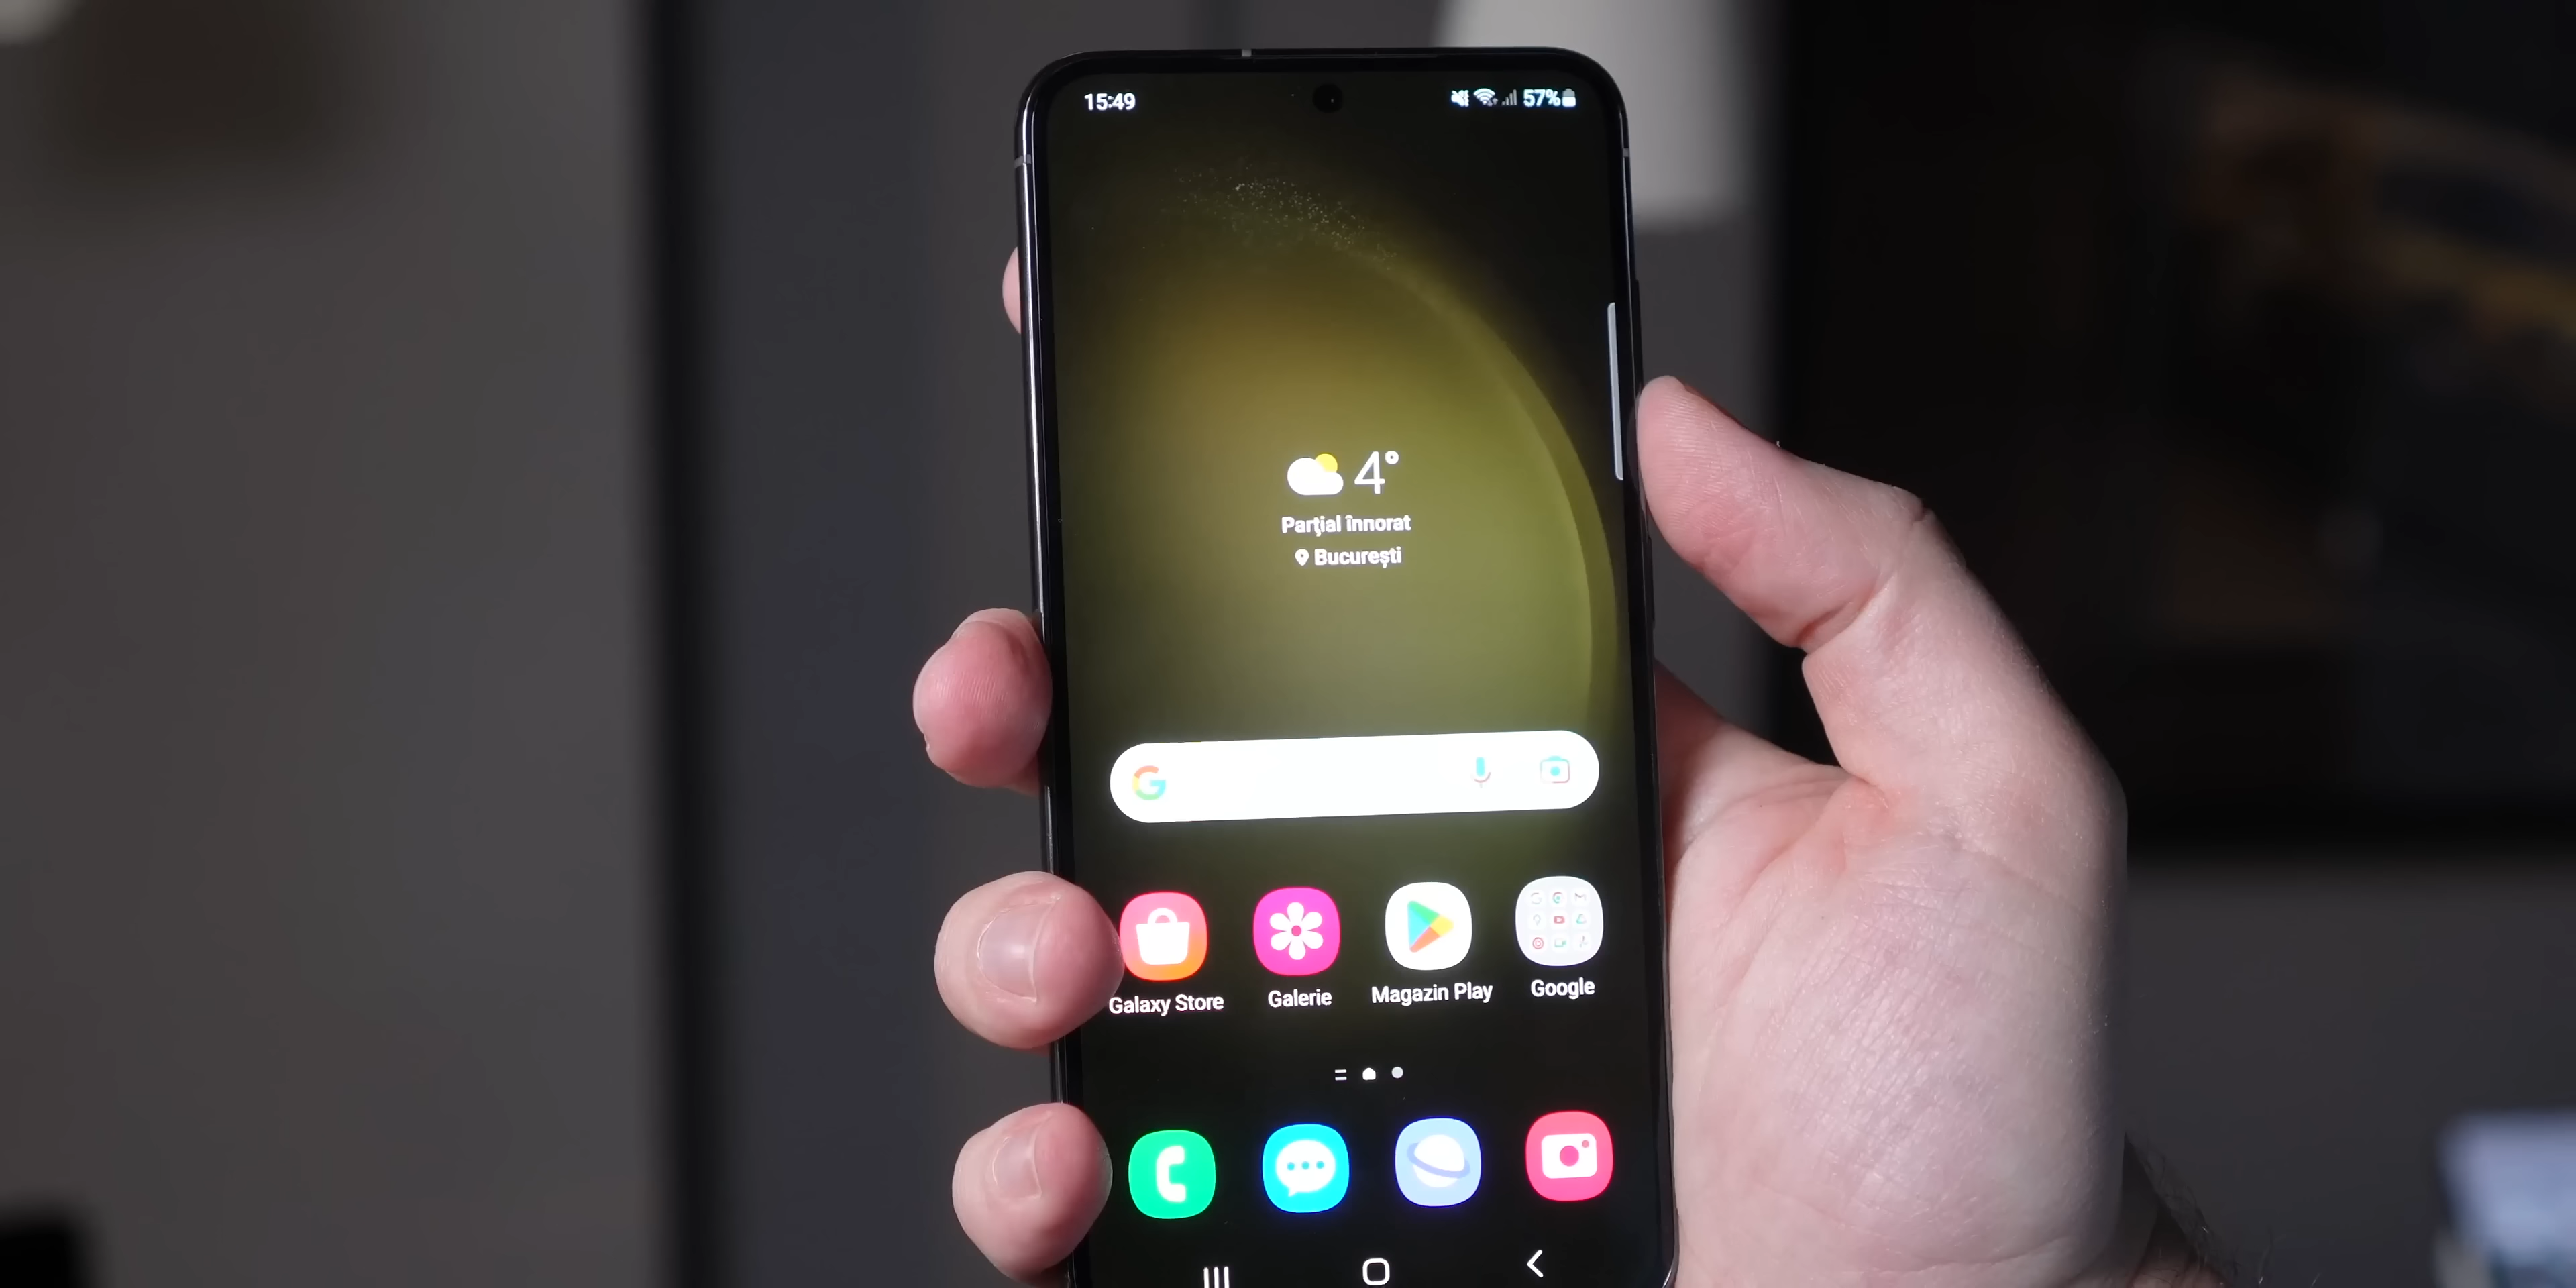 15:49
57%
4°
Parțial înnorat
București
Galaxy Store
Galerie
Magazin Play
Google